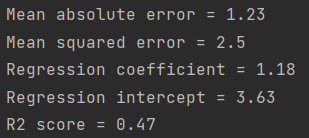 Mean absolute error = 1.23
Mean squared error = 2.5
Regression coefficient = 1.18
Regression intercept = 3.63
R2 score = 0.47